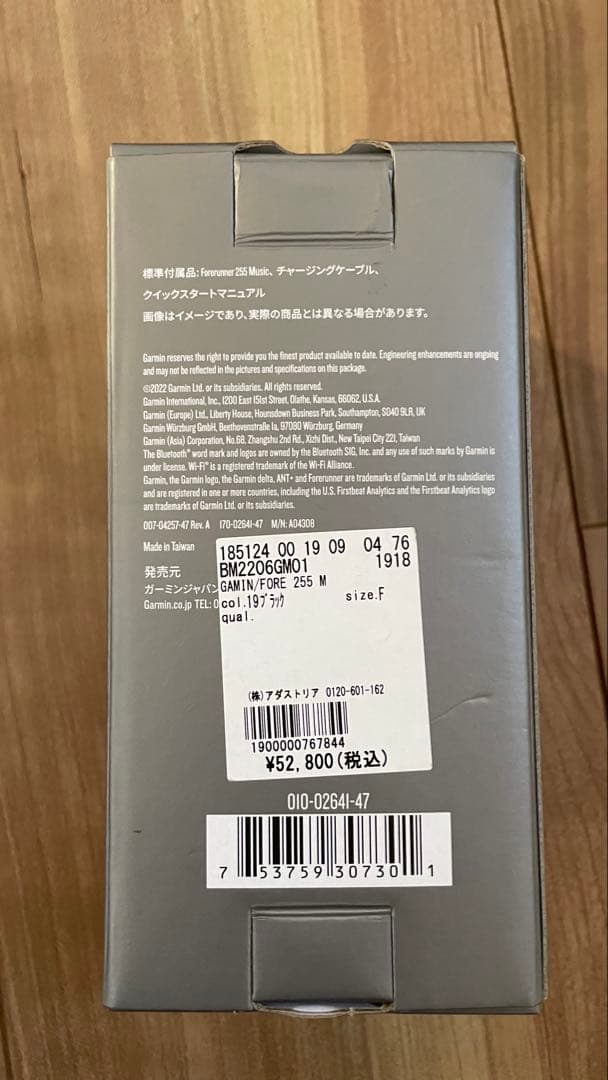 標準付属品: Forerunner 255 Music、チャージングケーブル、
クイックスタートマニュアル
画像はイメージであり、実際の商品とは異なる場合があります。
Garmin reserves the right to provide you the finest product available to date. Engineering enhancements are ongoing
and may not be reflected in the pictures and specifications on this package.
©2022 Garmin Ltd. or its subsidiaries. All rights reserved.
Garmin International, Inc., 1200 East 151st Street, Olathe, Kansas, 66062, U.S.A.
Garmin (Europe) Ltd., Liberty House, Hounsdown Business Park, Southampton, SO40 9LR, UK
Garmin Würzburg GmbH, Beethovenstraße 1a, 97080 Würzburg, Germany
Garmin (Asia) Corporation, No.68, Zhangshu 2nd Rd., Xizhi Dist., New Taipei City 221, Taiwan
The Bluetooth® word mark and logos are owned by the Bluetooth SIG, Inc. and any use of such marks by Garmin is
under license. Wi-Fi® is a registered trademark of the Wi-Fi Alliance.
Garmin, the Garmin logo, the Garmin delta, ANT+ and Forerunner are trademarks of Garmin Ltd. or its subsidiaries
and are registered in one or more countries, including the U.S. Firstbeat Analytics and the Firstbeat Analytics logo
are trademarks of Garmin Ltd. or its subsidiaries.
007-04257-47 Rev. A 170-02641-47 M/N: A04308
Made in Taiwan
発売元
ガーミンジャパン
Garmin.co.jp TEL: 0
185124 00 19 09 04 76
BM2206GM01 1918
GAMIN/FORE 255 M
col.19ブラック size.F
qual.
(株)アダストリア 0120-601-162
1900000767844
¥52,800(税込)
010-02641-47
7 53759 30730 1